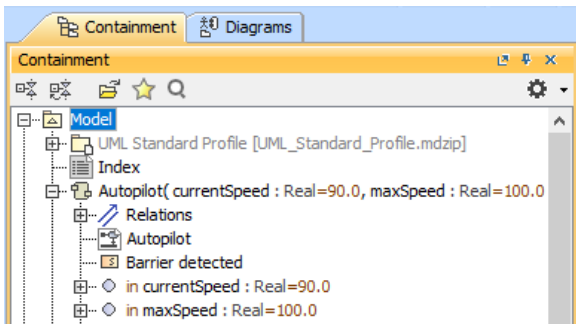 Containment Diagrams
Containment
Model
UML Standard Profile [UML_Standard_Profile.mdzip]
Index
Autopilot( currentSpeed : Real=90.0, maxSpeed : Real=100.0
Relations
Autopilot
Barrier detected
in currentSpeed : Real=90.0
in maxSpeed : Real=100.0